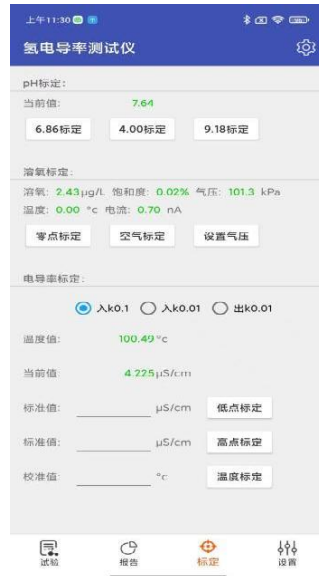 上午11:30
氢电导率测试仪
pH标定:
当前值: 7.64
6.86标定 4.00标定 9.18标定
溶氧标定:
溶氧: 2.43μg/L 饱和度: 0.02% 气压: 101.3 kPa
温度: 0.00 °c 电流: 0.70 nA
零点标定 空气标定 设置气压
电导率标定:
入k0.1 入k0.01 出k0.01
温度值: 100.49 °c
当前值: 4.225μS/cm
标准值: μS/cm 低点标定
标准值: μS/cm 高点标定
校准值: °c 温度标定
试验 报告 标定 设置